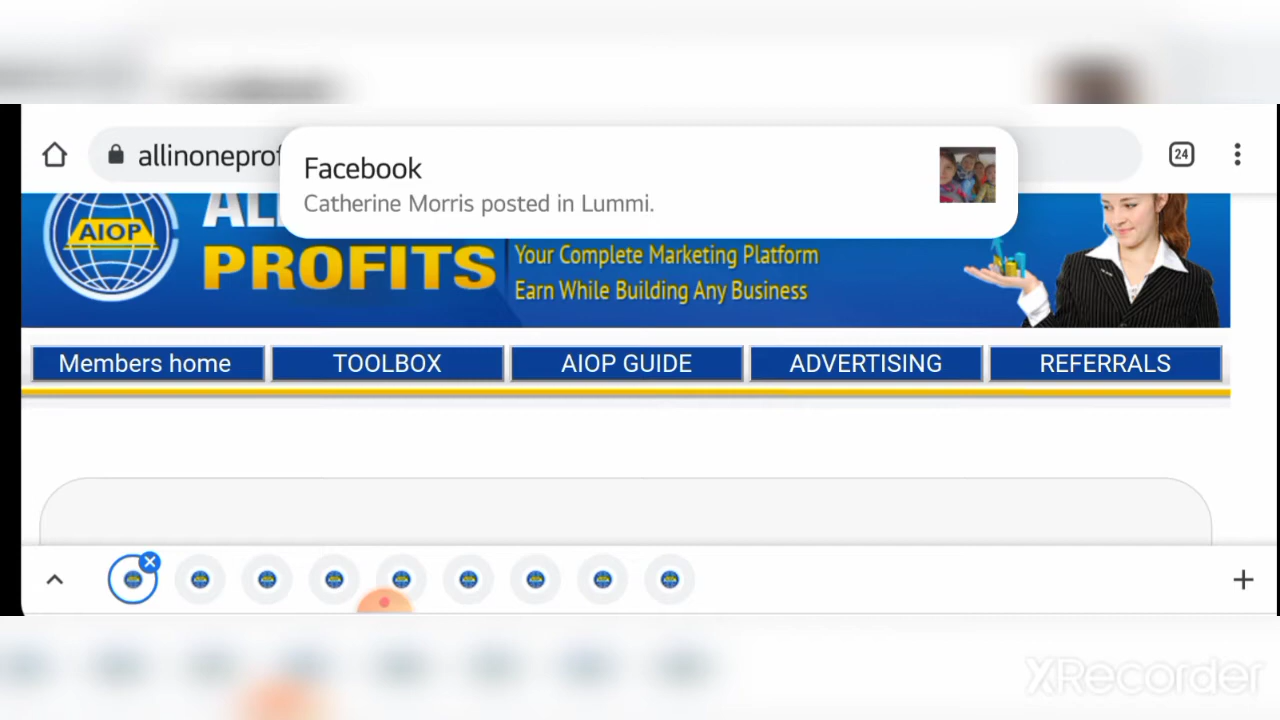 allinoneprof
24
Facebook
Catherine Morris posted in Lummi.
AIOP
PROFITS
Your Complete Marketing Platform
Earn While Building Any Business
Members home
TOOLBOX
AIOP GUIDE
ADVERTISING
REFERRALS
XRecorder